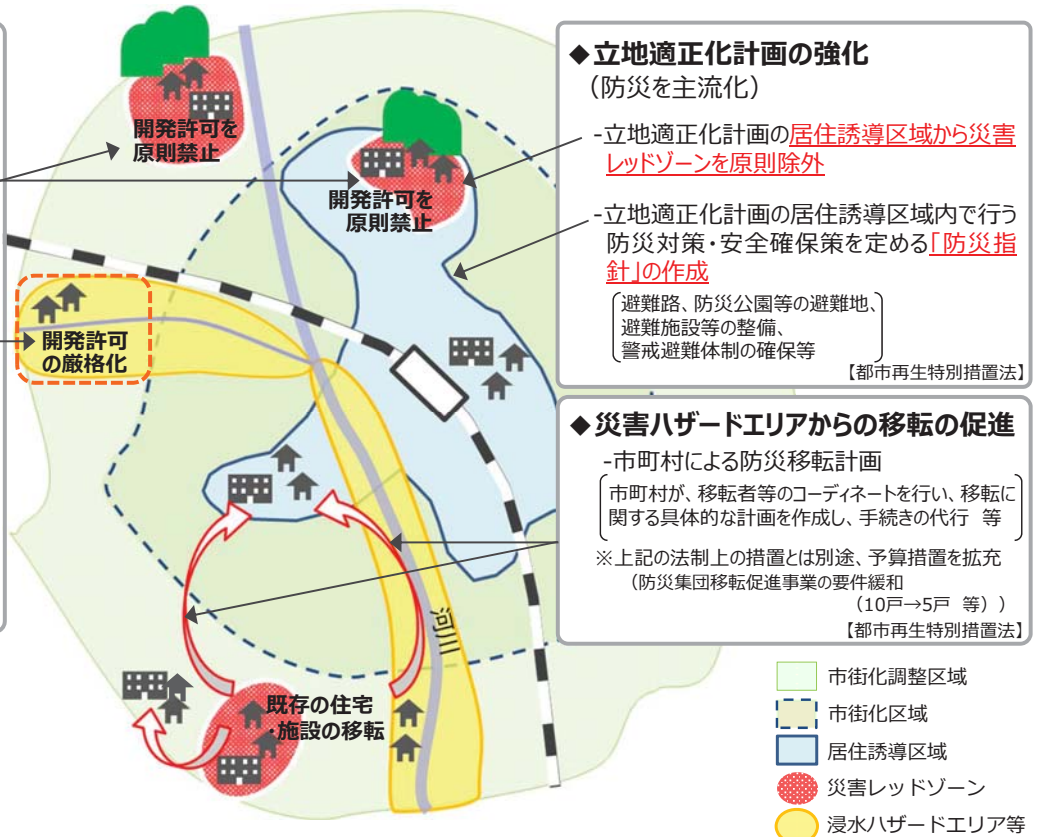 開発許可を
原則禁止
開発許可を
原則禁止
開発許可
の厳格化
河川
既存の住宅
・施設の移転
◆立地適正化計画の強化
（防災を主流化）
-立地適正化計画の居住誘導区域から災害
レッドゾーンを原則除外
-立地適正化計画の居住誘導区域内で行う
防災対策・安全確保策を定める「防災指
針」の作成
避難路、防災公園等の避難地、
避難施設等の整備、
警戒避難体制の確保等
【都市再生特別措置法】
◆災害ハザードエリアからの移転の促進
-市町村による防災移転計画
市町村が、移転者等のコーディネートを行い、移転に
関する具体的な計画を作成し、手続きの代行 等
※上記の法制上の措置とは別途、予算措置を拡充
（防災集団移転促進事業の要件緩和
（10戸→5戸 等））
【都市再生特別措置法】
市街化調整区域
市街化区域
居住誘導区域
災害レッドゾーン
浸水ハザードエリア等